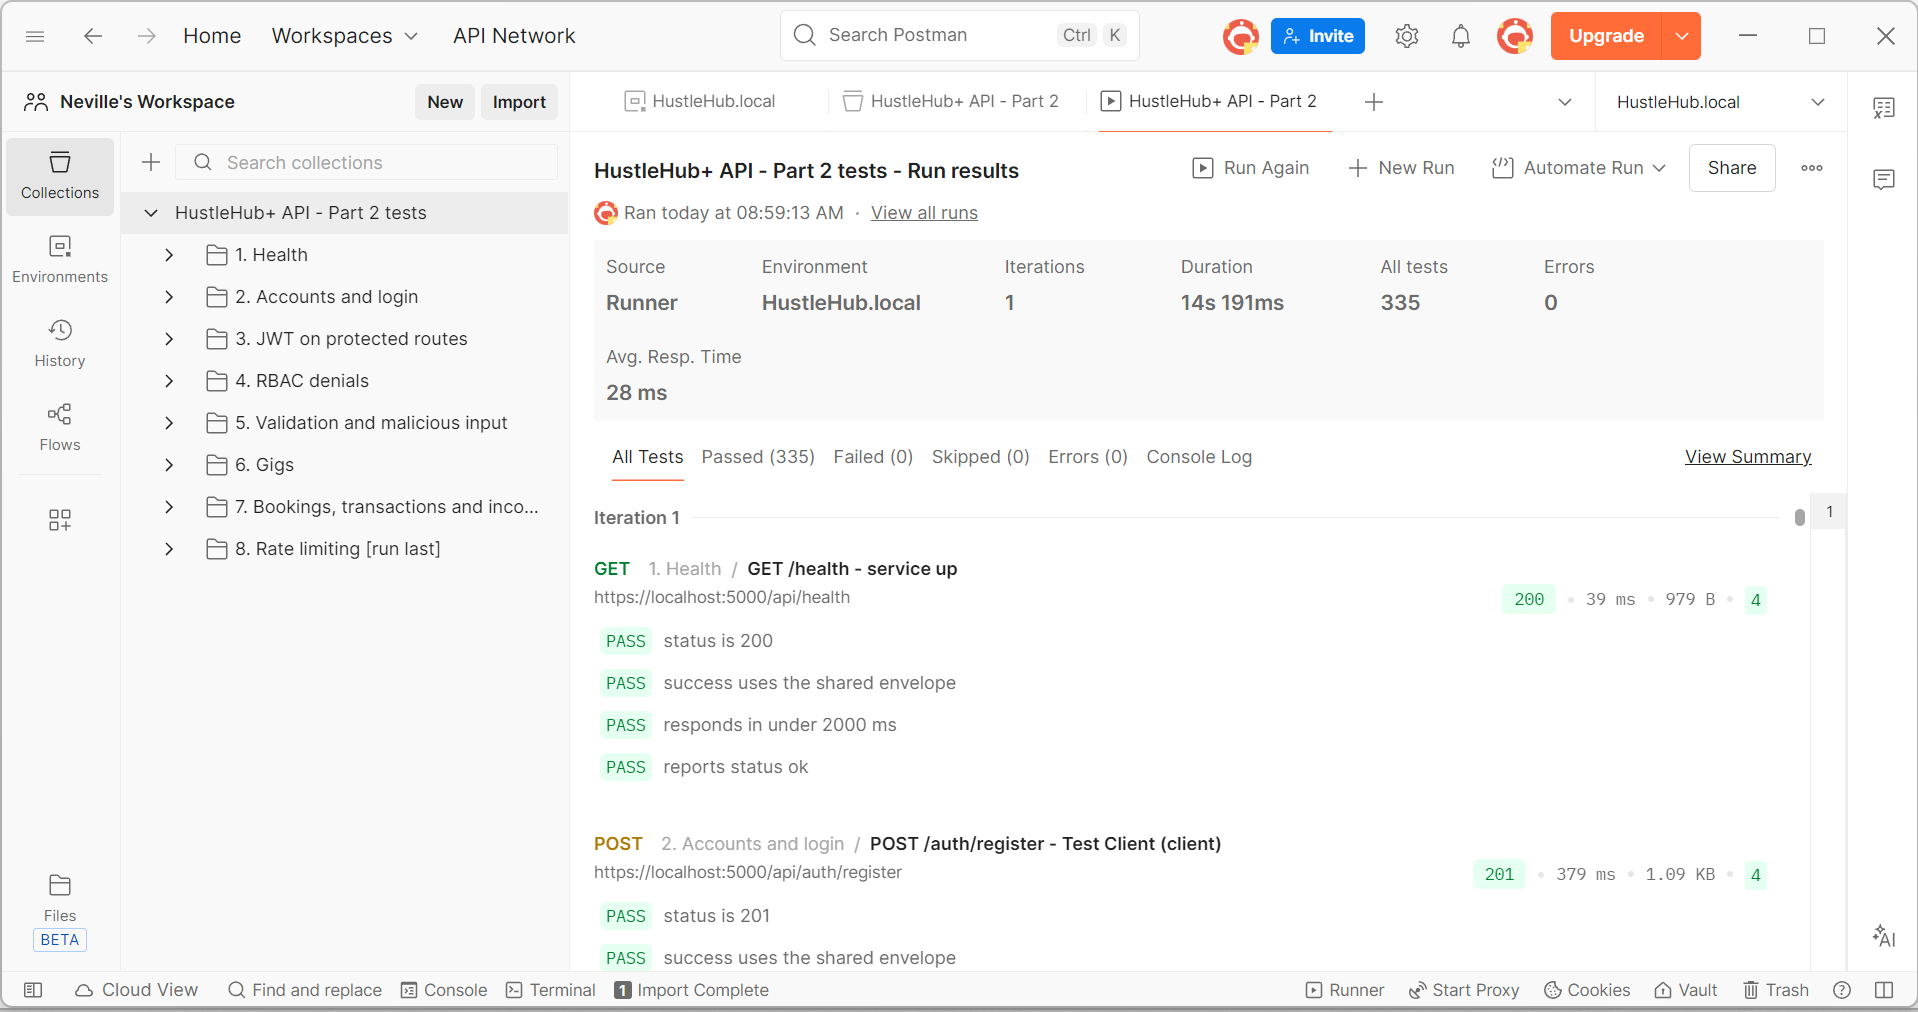 Home
Workspaces
API Network
Search Postman
Ctrl
K
Invite
Upgrade
Neville's Workspace
New
Import
HustleHub.local
HustleHub+ API - Part 2
HustleHub+ API - Part 2
HustleHub.local
Collections
Environments
History
Flows
Files
BETA
Search collections
HustleHub+ API - Part 2 tests
1. Health
2. Accounts and login
3. JWT on protected routes
4. RBAC denials
5. Validation and malicious input
6. Gigs
7. Bookings, transactions and inco...
8. Rate limiting [run last]
HustleHub+ API - Part 2 tests - Run results
Run Again
New Run
Automate Run
Share
Ran today at 08:59:13 AM · View all runs
Source Environment Iterations Duration All tests Errors
Runner HustleHub.local 1 14s 191ms 335 0
Avg. Resp. Time
28 ms
All Tests Passed (335) Failed (0) Skipped (0) Errors (0) Console Log View Summary
Iteration 1
1
GET 1. Health / GET /health - service up
https://localhost:5000/api/health
200 • 39 ms • 979 B • 4
PASS status is 200
PASS success uses the shared envelope
PASS responds in under 2000 ms
PASS reports status ok
POST 2. Accounts and login / POST /auth/register - Test Client (client)
https://localhost:5000/api/auth/register
201 • 379 ms • 1.09 KB • 4
PASS status is 201
PASS success uses the shared envelope
AI
Cloud View
Find and replace
Console
Terminal
1 Import Complete
Runner
Start Proxy
Cookies
Vault
Trash